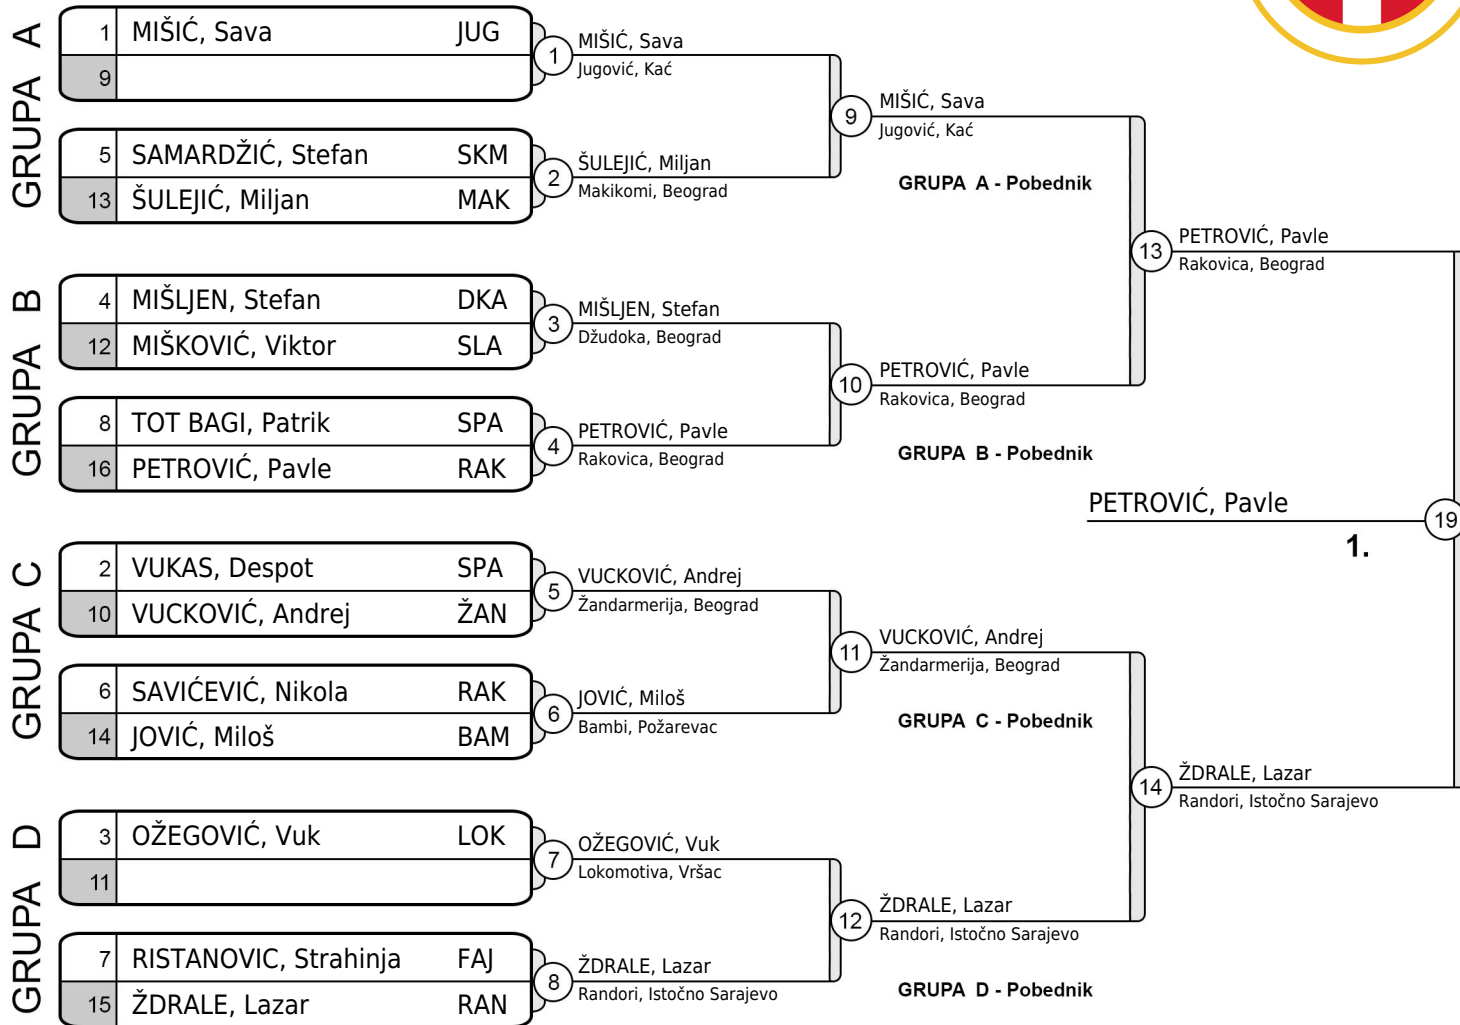 GRUPA A
1 MIŠIĆ, Sava JUG
9
1
MIŠIĆ, Sava
Jugović, Kać
5 SAMARDŽIĆ, Stefan SKM
13 ŠULEJIĆ, Miljan MAK
2
ŠULEJIĆ, Miljan
Makikomi, Beograd
9
MIŠIĆ, Sava
Jugović, Kać
GRUPA A - Pobednik
GRUPA B
4 MIŠLJEN, Stefan DKA
12 MIŠKOVIĆ, Viktor SLA
3
MIŠLJEN, Stefan
Džudoka, Beograd
8 TOT BAGI, Patrik SPA
16 PETROVIĆ, Pavle RAK
4
PETROVIĆ, Pavle
Rakovica, Beograd
10
PETROVIĆ, Pavle
Rakovica, Beograd
GRUPA B - Pobednik
13
PETROVIĆ, Pavle
Rakovica, Beograd
PETROVIĆ, Pavle
19
1.
GRUPA C
2 VUKAS, Despot SPA
10 VUCKOVIĆ, Andrej ŽAN
5
VUCKOVIĆ, Andrej
Žandarmerija, Beograd
6 SAVIĆEVIĆ, Nikola RAK
14 JOVIĆ, Miloš BAM
6
JOVIĆ, Miloš
Bambi, Požarevac
11
VUCKOVIĆ, Andrej
Žandarmerija, Beograd
GRUPA C - Pobednik
GRUPA D
3 OŽEGOVIĆ, Vuk LOK
11
7
OŽEGOVIĆ, Vuk
Lokomotiva, Vršac
7 RISTANOVIC, Strahinja FAJ
15 ŽDRALE, Lazar RAN
8
ŽDRALE, Lazar
Randori, Istočno Sarajevo
12
ŽDRALE, Lazar
Randori, Istočno Sarajevo
GRUPA D - Pobednik
14
ŽDRALE, Lazar
Randori, Istočno Sarajevo